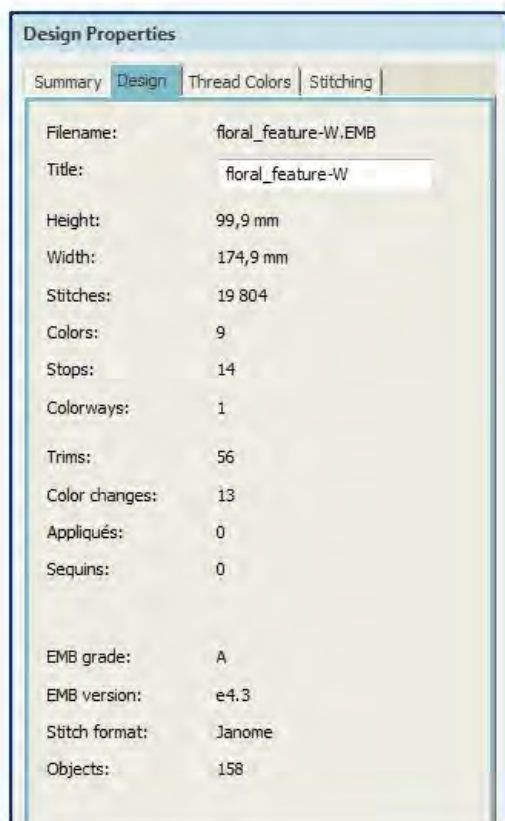 Design Properties
Summary Design Thread Colors Stitching
Filename: floral_feature-W.EMB
Title: floral_feature-W
Height: 99,9 mm
Width: 174,9 mm
Stitches: 19 804
Colors: 9
Stops: 14
Colorways: 1
Trims: 56
Color changes: 13
Appliqués: 0
Sequins: 0
EMB grade: A
EMB version: e4.3
Stitch format: Janome
Objects: 158